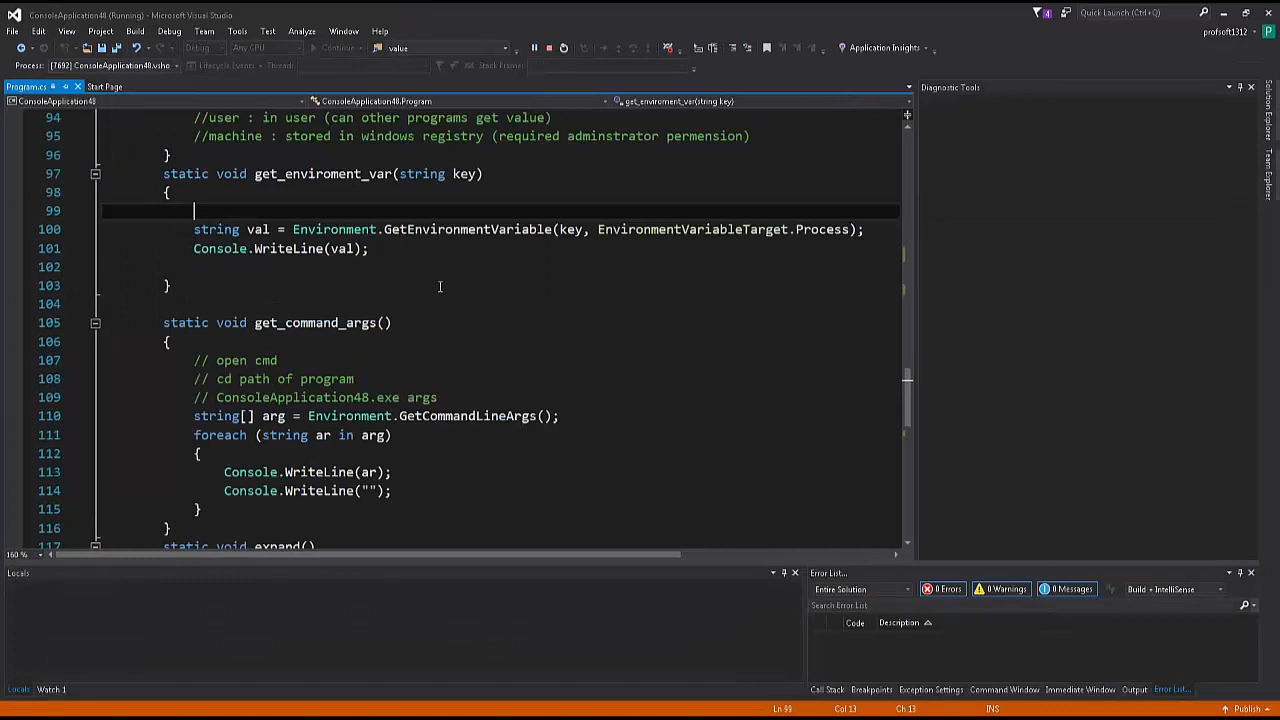 ConsoleApplication48 (Running) - Microsoft Visual Studio
4
Quick Launch (Ctrl+Q)
File Edit View Project Build Debug Team Tools Test Analyze Window Help
profsoft1312 P
Debug Any CPU Continue value Application Insights
Process: [7692] ConsoleApplication48.vsho Lifecycle Events Thread: Stack Frame:
Program.cs Start Page
Diagnostic Tools
ConsoleApplication48 ConsoleApplication48.Program get_enviroment_var(string key)
94 //user : in user (can other programs get value)
95 //machine : stored in windows registry (required adminstrator permension)
96 }
97 static void get_enviroment_var(string key)
98 {
99
100 string val = Environment.GetEnvironmentVariable(key, EnvironmentVariableTarget.Process);
101 Console.WriteLine(val);
102
103 }
104
105 static void get_command_args()
106 {
107 // open cmd
108 // cd path of program
109 // ConsoleApplication48.exe args
110 string[] arg = Environment.GetCommandLineArgs();
111 foreach (string ar in arg)
112 {
113 Console.WriteLine(ar);
114 Console.WriteLine("");
115 }
116 }
117 static void expand()
160 %
Solution Explorer
Team Explorer
Locals
Error List...
Entire Solution 0 Errors 0 Warnings 0 Messages Build + IntelliSense
Search Error List
Code Description
Locals Watch 1
Call Stack Breakpoints Exception Settings Command Window Immediate Window Output Error List...
Ln 99 Col 13 Ch 13 INS Publish